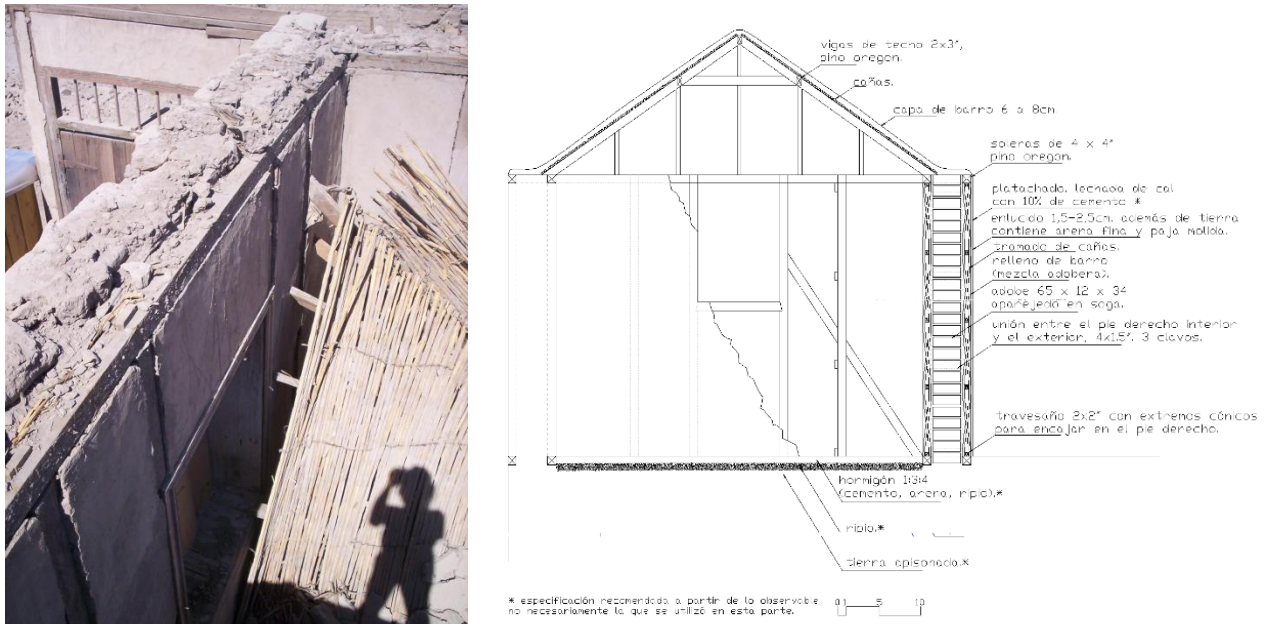 vigas de techo 2x3",
pino oregon.
cañas.
capa de barro 6 a 8cm.
soleras de 4 x 4"
pino oregon.
platachado, lechada de cal
con 10% de cemento *
enlucido 1,5-2,5cm. además de tierra
contiene arena fina y paja molida.
tramado de cañas.
relleno de barro
(mezcla adobera).
adobe 65 x 12 x 34
aparejado en soga.
unión entre el pie derecho interior
y el exterior, 4x1.5", 3 clavos.
travesaño 2x2" con extremos cónicos
para encajar en el pie derecho.
hormigón 1:3:4
(cemento, arena, ripio).*
ripio.*
tierra apisonada.*
* especificación recomendada a partir de lo observable,
no necesariamente la que se utilizó en esta parte.
0 1 5 10